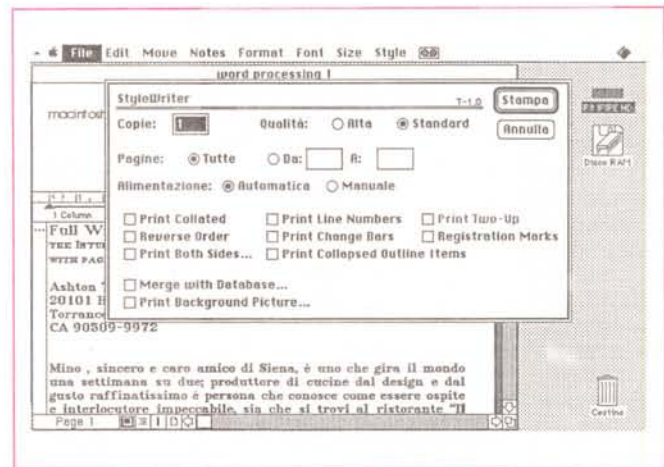 File Edit Move Notes Format Font Size Style
word processing 1
macintosh
StyleWriter T-1.0 Stampa
Copie: 1 Qualità: Alta Standard Annulla
Pagine: Tutte Da: A:
Alimentazione: Automatica Manuale
Print Collated Print Line Numbers Print Two-Up
Reverse Order Print Change Bars Registration Marks
Print Both Sides... Print Collapsed Outline Items
Merge with Database...
Print Background Picture...
Disco RAM
1 Column
Full W
THE INTE
WITH PAG
Ashton
20101 H
Torrance
CA 90509-9972
Mino , sincero e caro amico di Siena, è uno che gira il mondo
una settimana su due; produttore di cucine dal design e dal
gusto raffinatissimo è persona che conosce come essere ospite
e interlocutore impeccabile, sia che si trovi al ristorante "Il
Page 1
Cestino